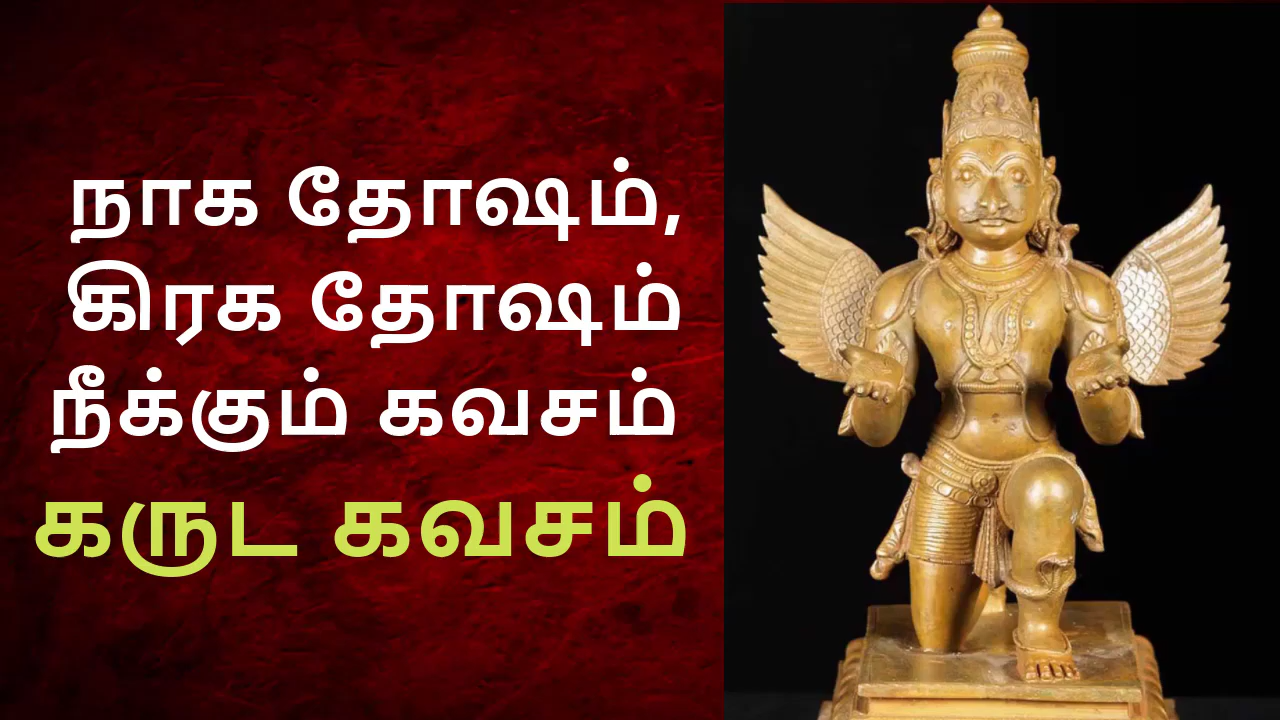 நாக தோஷம்,
கிரக தோஷம்
நீக்கும் கவசம்
கருட கவசம்